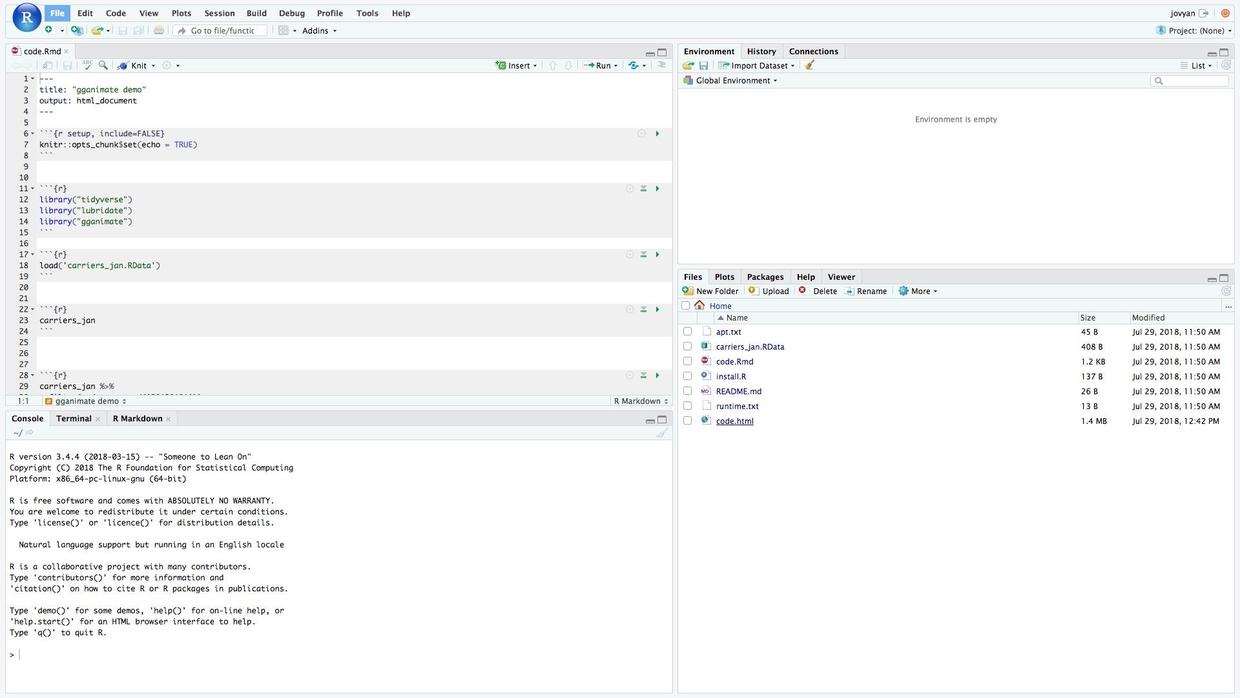 R File Edit Code View Plots Session Build Debug Profile Tools Help jovyan
Go to file/functic Addins Project: (None)
code.Rmd
ABC Knit Insert Run
1 ---
2 title: "gganimate demo"
3 output: html_document
4 ---
5
6 ```{r setup, include=FALSE}
7 knitr::opts_chunk$set(echo = TRUE)
8 ```
9
10
11 ```{r}
12 library("tidyverse")
13 library("lubridate")
14 library("gganimate")
15 ```
16
17 ```{r}
18 load('carriers_jan.RData')
19 ```
20
21
22 ```{r}
23 carriers_jan
24 ```
25
26
27
28 ```{r}
29 carriers_jan %>%
1:1 gganimate demo R Markdown
Console Terminal R Markdown
~/
R version 3.4.4 (2018-03-15) -- "Someone to Lean On"
Copyright (C) 2018 The R Foundation for Statistical Computing
Platform: x86_64-pc-linux-gnu (64-bit)
R is free software and comes with ABSOLUTELY NO WARRANTY.
You are welcome to redistribute it under certain conditions.
Type 'license()' or 'licence()' for distribution details.
Natural language support but running in an English locale
R is a collaborative project with many contributors.
Type 'contributors()' for more information and
'citation()' on how to cite R or R packages in publications.
Type 'demo()' for some demos, 'help()' for on-line help, or
'help.start()' for an HTML browser interface to help.
Type 'q()' to quit R.
>
Environment History Connections
Import Dataset List
Global Environment
Environment is empty
Files Plots Packages Help Viewer
New Folder Upload Delete Rename More
Home ...
Name Size Modified
apt.txt 45 B Jul 29, 2018, 11:50 AM
carriers_jan.RData 408 B Jul 29, 2018, 11:50 AM
code.Rmd 1.2 KB Jul 29, 2018, 11:50 AM
install.R 137 B Jul 29, 2018, 11:50 AM
README.md 26 B Jul 29, 2018, 11:50 AM
runtime.txt 13 B Jul 29, 2018, 11:50 AM
code.html 1.4 MB Jul 29, 2018, 12:42 PM